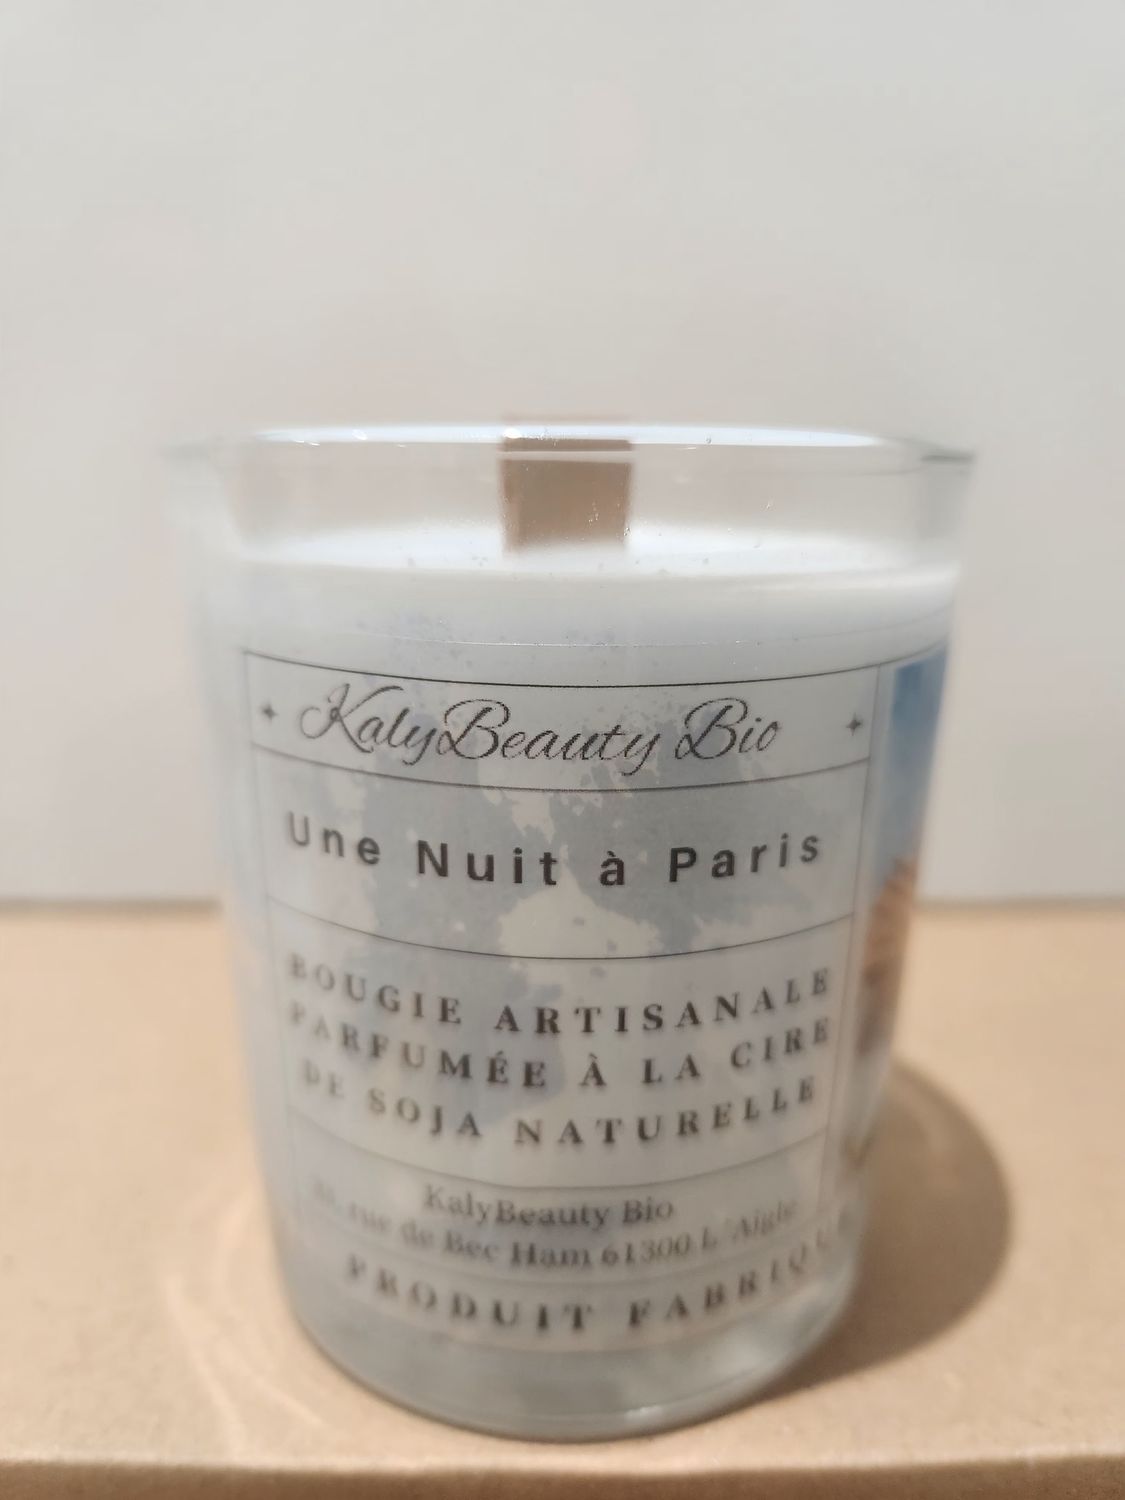 KalyBeauty Bio
Une Nuit à Paris
BOUGIE ARTISANALE
PARFUMÉE À LA CIRE
DE SOJA NATURELLE
KalyBeauty Bio
rue de Bec Ham 61300 L'Aigle
PRODUIT FABRIQUÉ